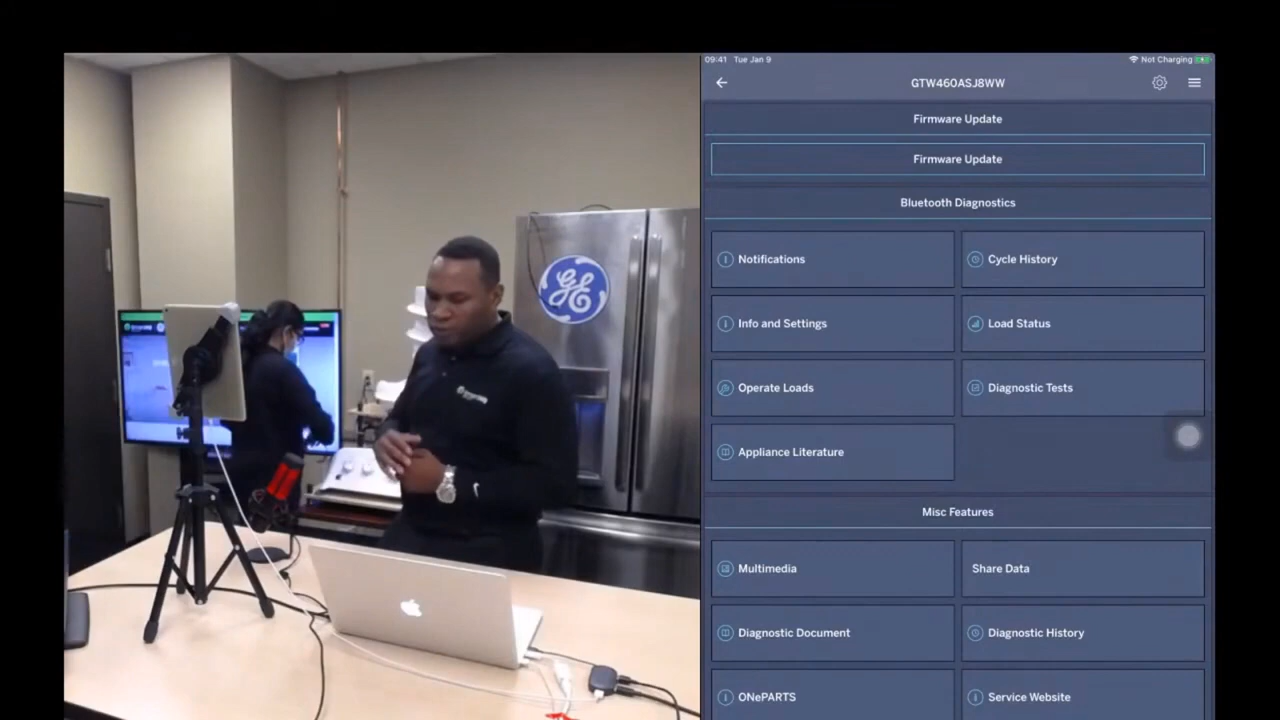 GE
09:41 Tue Jan 9
Not Charging
GTW460ASJ8WW
Firmware Update
Firmware Update
Bluetooth Diagnostics
Notifications
Cycle History
Info and Settings
Load Status
Operate Loads
Diagnostic Tests
Appliance Literature
Misc Features
Multimedia
Share Data
Diagnostic Document
Diagnostic History
ONePARTS
Service Website